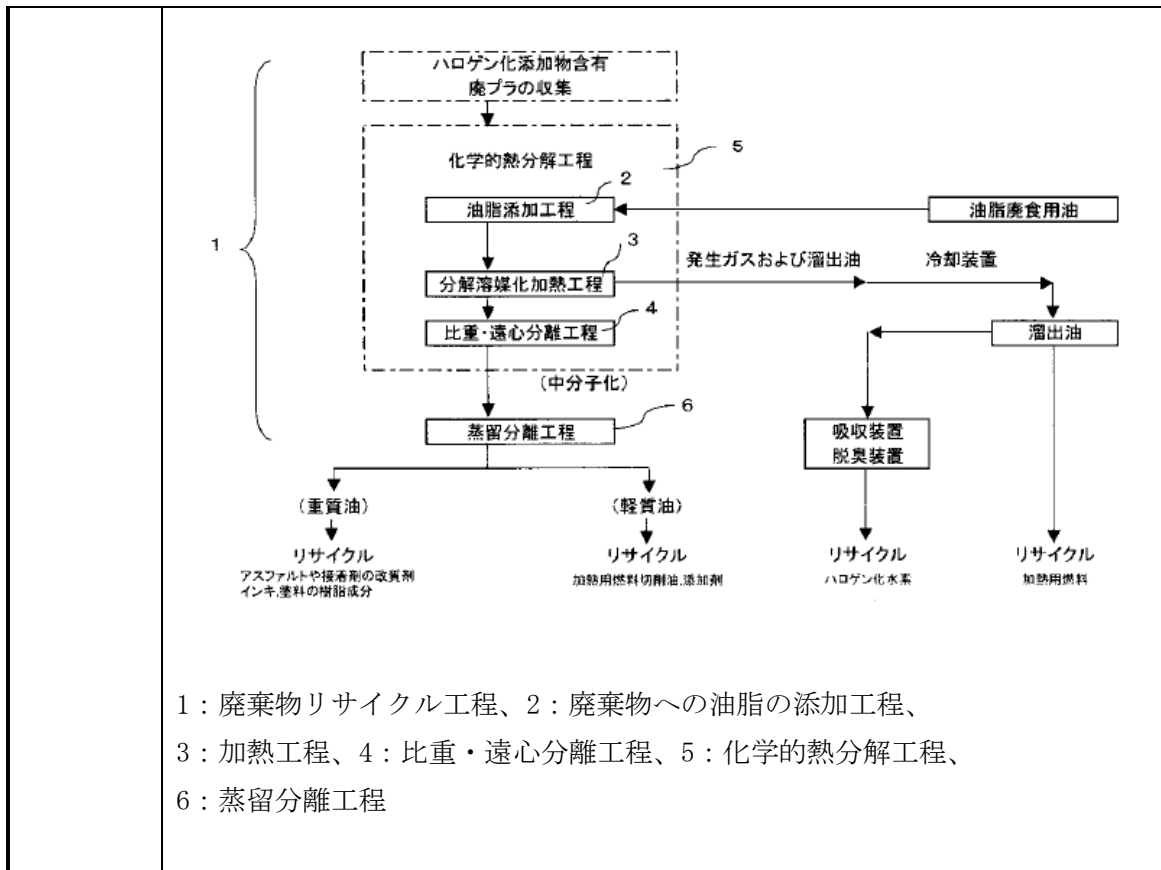 ハロゲン化添加物含有
廃プラの収集
化学的熱分解工程
5
2
油脂添加工程
油脂廃食用油
1
3
発生ガスおよび溜出油
冷却装置
分解溶媒化加熱工程
4
比重・遠心分離工程
溜出油
(中分子化)
6
蒸留分離工程
吸収装置
脱臭装置
(重質油)
(軽質油)
リサイクル
アスファルトや接着剤の改質剤
インキ,塗料の樹脂成分
リサイクル
加熱用燃料切削油,添加剤
リサイクル
ハロゲン化水素
リサイクル
加熱用燃料
1：廃棄物リサイクル工程、2：廃棄物への油脂の添加工程、
3：加熱工程、4：比重・遠心分離工程、5：化学的熱分解工程、
6：蒸留分離工程